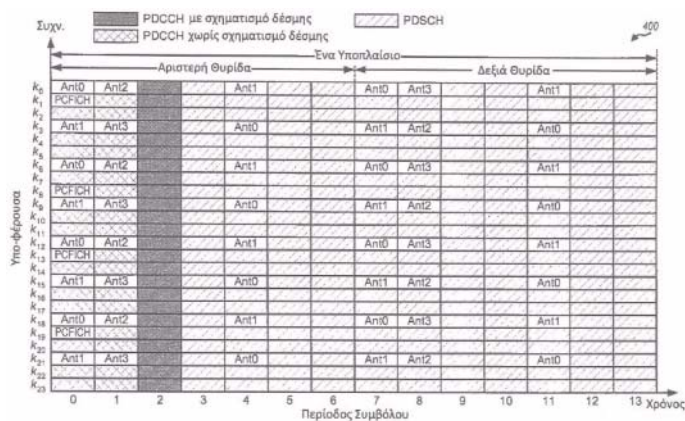 Συχν.
PDCCH με σχηματισμό δέσμης
PDSCH
PDCCH χωρίς σχηματισμό δέσμης
400
Ένα Υποπλαίσιο
Αριστερή Θυρίδα
Δεξιά Θυρίδα
k0 Ant0 Ant2 Ant1 Ant0 Ant3 Ant1
k1 PCFICH
k2
k3 Ant1 Ant3 Ant0 Ant1 Ant2 Ant0
k4
k5
k6 Ant0 Ant2 Ant1 Ant0 Ant3 Ant1
k7
k8 PCFICH
k9 Ant1 Ant3 Ant0 Ant1 Ant2 Ant0
k10
k11
k12 Ant0 Ant2 Ant1 Ant0 Ant3 Ant1
k13 PCFICH
k14
k15 Ant1 Ant3 Ant0 Ant1 Ant2 Ant0
k16
k17
k18 Ant0 Ant2 Ant1 Ant0 Ant3 Ant1
k19 PCFICH
k20
k21 Ant1 Ant3 Ant0 Ant1 Ant2 Ant0
k22
k23
Υπο-φέρουσα
0 1 2 3 4 5 6 7 8 9 10 11 12 13 Χρόνος
Περίοδος Συμβόλου